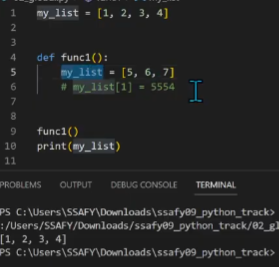 1 my_list = [1, 2, 3, 4]
2
3
4 def func1():
5     my_list = [5, 6, 7]
6     # my_list[1] = 5554
7
8
9 func1()
10 print(my_list)
11
PROBLEMS OUTPUT DEBUG CONSOLE TERMINAL
PS C:\Users\SSAFY\Downloads\ssafy09_python_track>
:/Users/SSAFY/Downloads/ssafy09_python_track/02_gl
[1, 2, 3, 4]
PS C:\Users\SSAFY\Downloads\ssafy09_python_track>